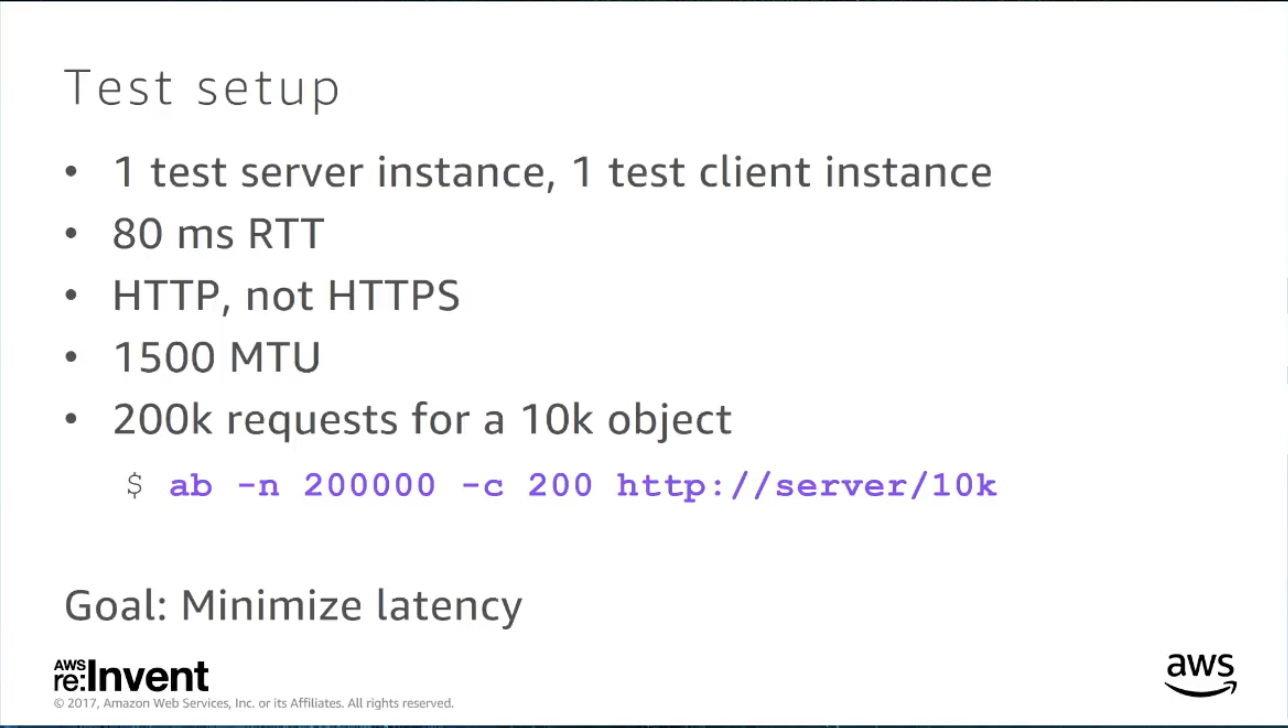 Test setup
• 1 test server instance, 1 test client instance
• 80 ms RTT
• HTTP, not HTTPS
• 1500 MTU
• 200k requests for a 10k object
$ ab -n 200000 -c 200 http://server/10k
Goal: Minimize latency
AWS
re:Invent
© 2017, Amazon Web Services, Inc. or its Affiliates. All rights reserved.
aws